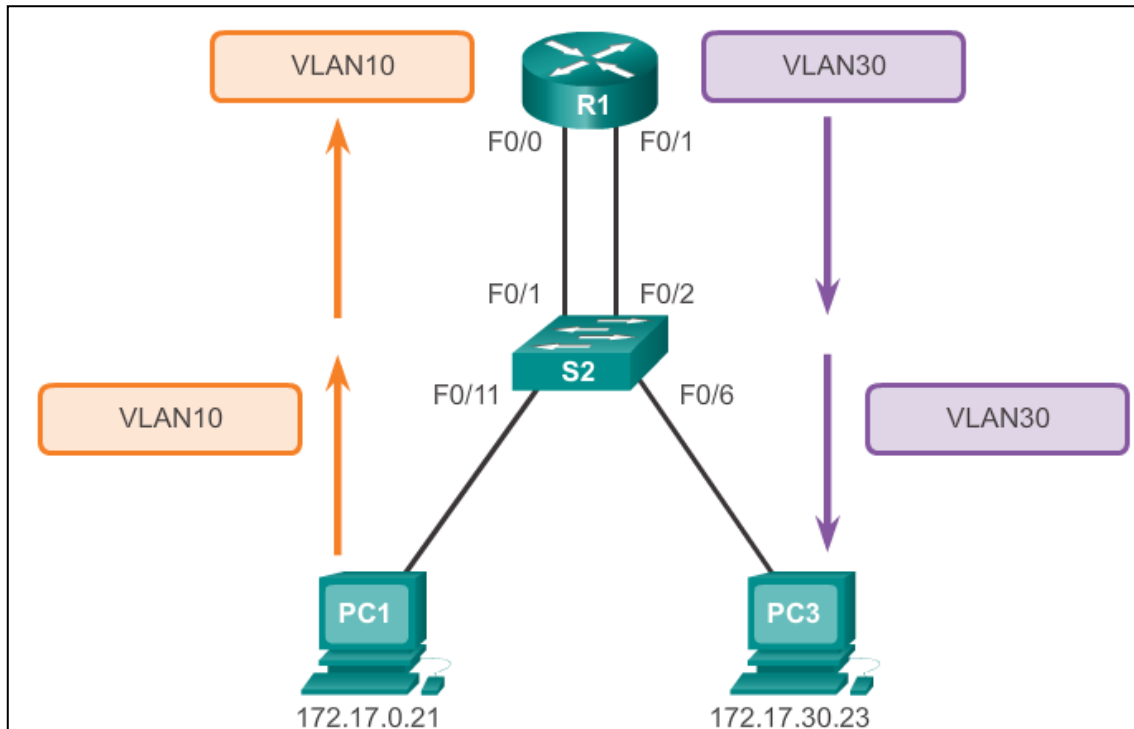 VLAN10
R1
VLAN30
F0/0
F0/1
F0/1
F0/2
S2
F0/11
F0/6
VLAN10
VLAN30
PC1
PC3
172.17.0.21
172.17.30.23